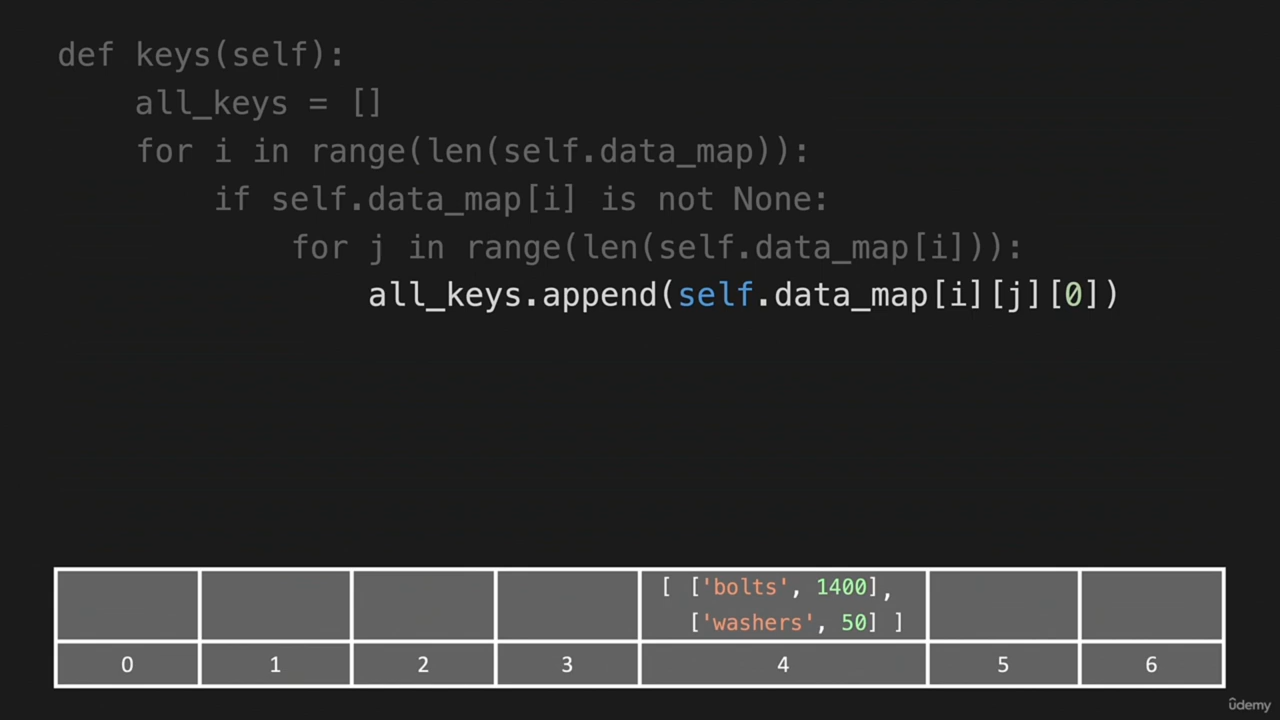 def keys(self):
    all_keys = []
    for i in range(len(self.data_map)):
        if self.data_map[i] is not None:
            for j in range(len(self.data_map[i])):
                all_keys.append(self.data_map[i][j][0])
[ ['bolts', 1400],
['washers', 50] ]
0 1 2 3 4 5 6
ûdemy